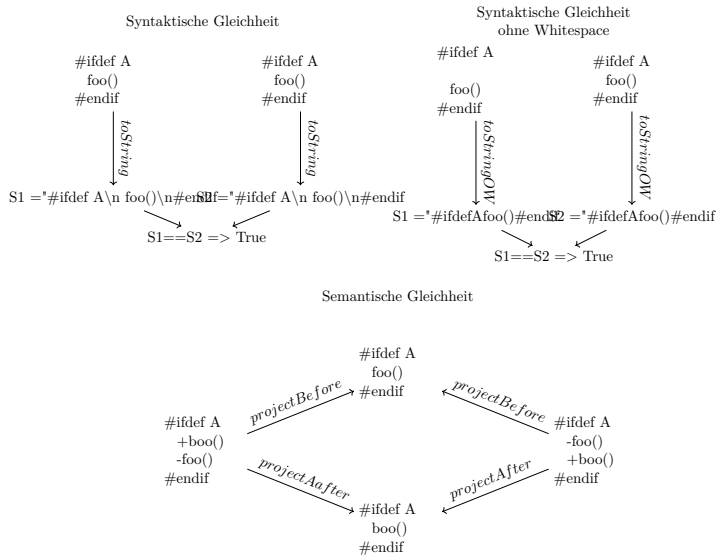 Syntaktische Gleichheit
#ifdef A
foo()
#endif
#ifdef A
foo()
#endif
toString
toString
S1 ="#ifdef A\n foo()\n#endif
S2 ="#ifdef A\n foo()\n#endif
S1==S2 => True
Syntaktische Gleichheit
ohne Whitespace
#ifdef A
foo()
#endif
#ifdef A
foo()
#endif
toStringOW
toStringOW
S1 ="#ifdefAfoo()#endif
S2 ="#ifdefAfoo()#endif
S1==S2 => True
Semantische Gleichheit
#ifdef A
foo()
#endif
projectBefore
projectBefore
#ifdef A
+boo()
-foo()
#endif
#ifdef A
-foo()
+boo()
#endif
projectAafter
projectAfter
#ifdef A
boo()
#endif